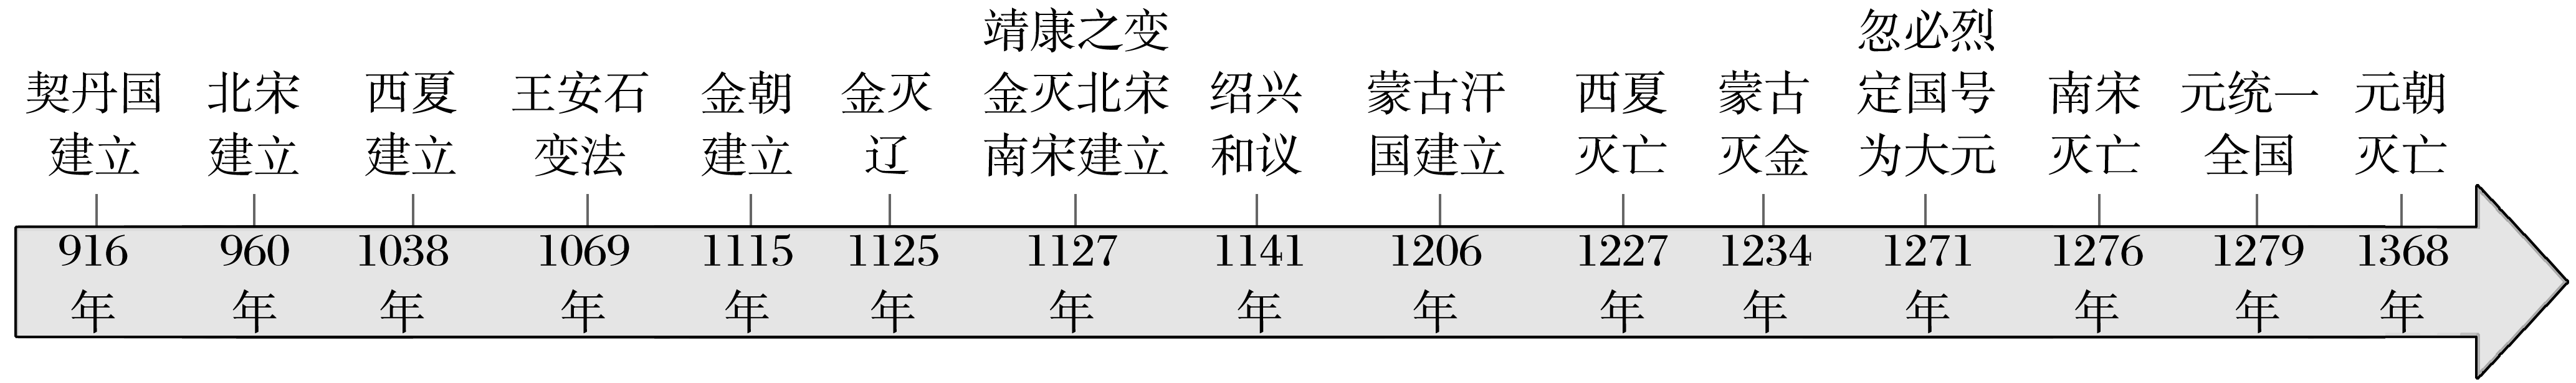 契丹国
建立
北宋
建立
西夏
建立
王安石
变法
金朝
建立
金灭
辽
靖康之变
金灭北宋
南宋建立
绍兴
和议
蒙古汗
国建立
西夏
灭亡
蒙古
灭金
忽必烈
定国号
为大元
南宋
灭亡
元统一
全国
元朝
灭亡
916
年
960
年
1038
年
1069
年
1115
年
1125
年
1127
年
1141
年
1206
年
1227
年
1234
年
1271
年
1276
年
1279
年
1368
年